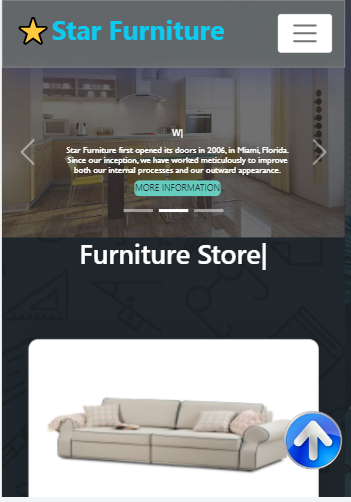 Star Furniture
W|
Star Furniture first opened its doors in 2006, in Miami, Florida.
Since our inception, we have worked meticulously to improve
both our internal processes and our outward appearance.
MORE INFORMATION
Furniture Store|